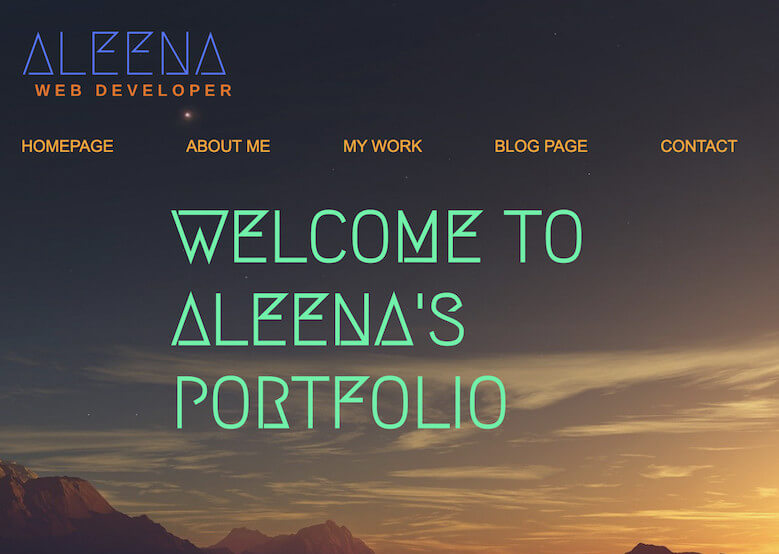 ALEENA
WEB DEVELOPER
HOMEPAGE ABOUT ME MY WORK BLOG PAGE CONTACT
WELCOME TO
ALEENA'S
PORTFOLIO